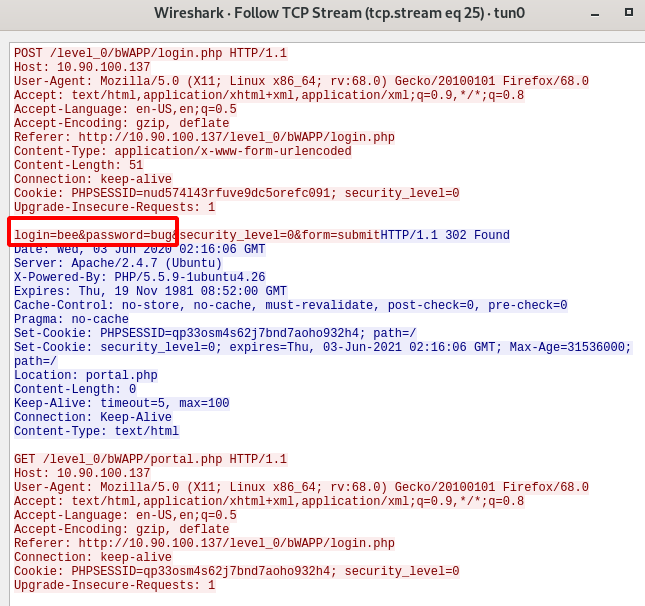 Wireshark · Follow TCP Stream (tcp.stream eq 25) · tun0
POST /level_0/bWAPP/login.php HTTP/1.1
Host: 10.90.100.137
User-Agent: Mozilla/5.0 (X11; Linux x86_64; rv:68.0) Gecko/20100101 Firefox/68.0
Accept: text/html,application/xhtml+xml,application/xml;q=0.9,*/*;q=0.8
Accept-Language: en-US,en;q=0.5
Accept-Encoding: gzip, deflate
Referer: http://10.90.100.137/level_0/bWAPP/login.php
Content-Type: application/x-www-form-urlencoded
Content-Length: 51
Connection: keep-alive
Cookie: PHPSESSID=nud574l43rfuve9dc5orefc091; security_level=0
Upgrade-Insecure-Requests: 1
login=bee&password=bug&security_level=0&form=submitHTTP/1.1 302 Found
Date: Wed, 03 Jun 2020 02:16:06 GMT
Server: Apache/2.4.7 (Ubuntu)
X-Powered-By: PHP/5.5.9-1ubuntu4.26
Expires: Thu, 19 Nov 1981 08:52:00 GMT
Cache-Control: no-store, no-cache, must-revalidate, post-check=0, pre-check=0
Pragma: no-cache
Set-Cookie: PHPSESSID=qp33osm4s62j7bnd7aoho932h4; path=/
Set-Cookie: security_level=0; expires=Thu, 03-Jun-2021 02:16:06 GMT; Max-Age=31536000;
path=/
Location: portal.php
Content-Length: 0
Keep-Alive: timeout=5, max=100
Connection: Keep-Alive
Content-Type: text/html
GET /level_0/bWAPP/portal.php HTTP/1.1
Host: 10.90.100.137
User-Agent: Mozilla/5.0 (X11; Linux x86_64; rv:68.0) Gecko/20100101 Firefox/68.0
Accept: text/html,application/xhtml+xml,application/xml;q=0.9,*/*;q=0.8
Accept-Language: en-US,en;q=0.5
Accept-Encoding: gzip, deflate
Referer: http://10.90.100.137/level_0/bWAPP/login.php
Connection: keep-alive
Cookie: PHPSESSID=qp33osm4s62j7bnd7aoho932h4; security_level=0
Upgrade-Insecure-Requests: 1